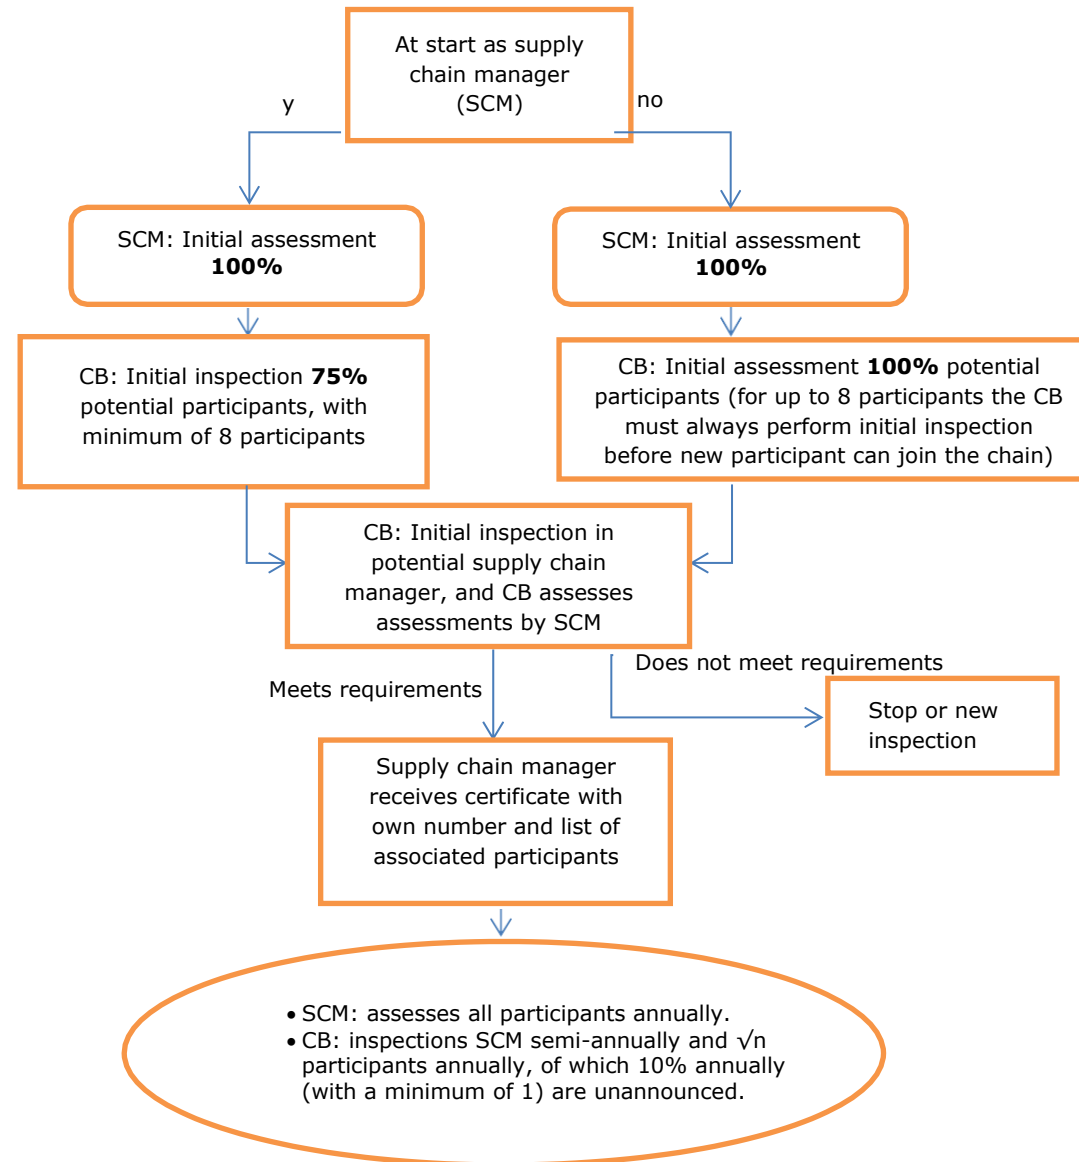 At start as supply
chain manager
(SCM)
y
no
SCM: Initial assessment
100%
SCM: Initial assessment
100%
CB: Initial inspection 75%
potential participants, with
minimum of 8 participants
CB: Initial assessment 100% potential
participants (for up to 8 participants the CB
must always perform initial inspection
before new participant can join the chain)
CB: Initial inspection in
potential supply chain
manager, and CB assesses
assessments by SCM
Meets requirements
Does not meet requirements
Stop or new
inspection
Supply chain manager
receives certificate with
own number and list of
associated participants
• SCM: assesses all participants annually.
• CB: inspections SCM semi-annually and √n
participants annually, of which 10% annually
(with a minimum of 1) are unannounced.